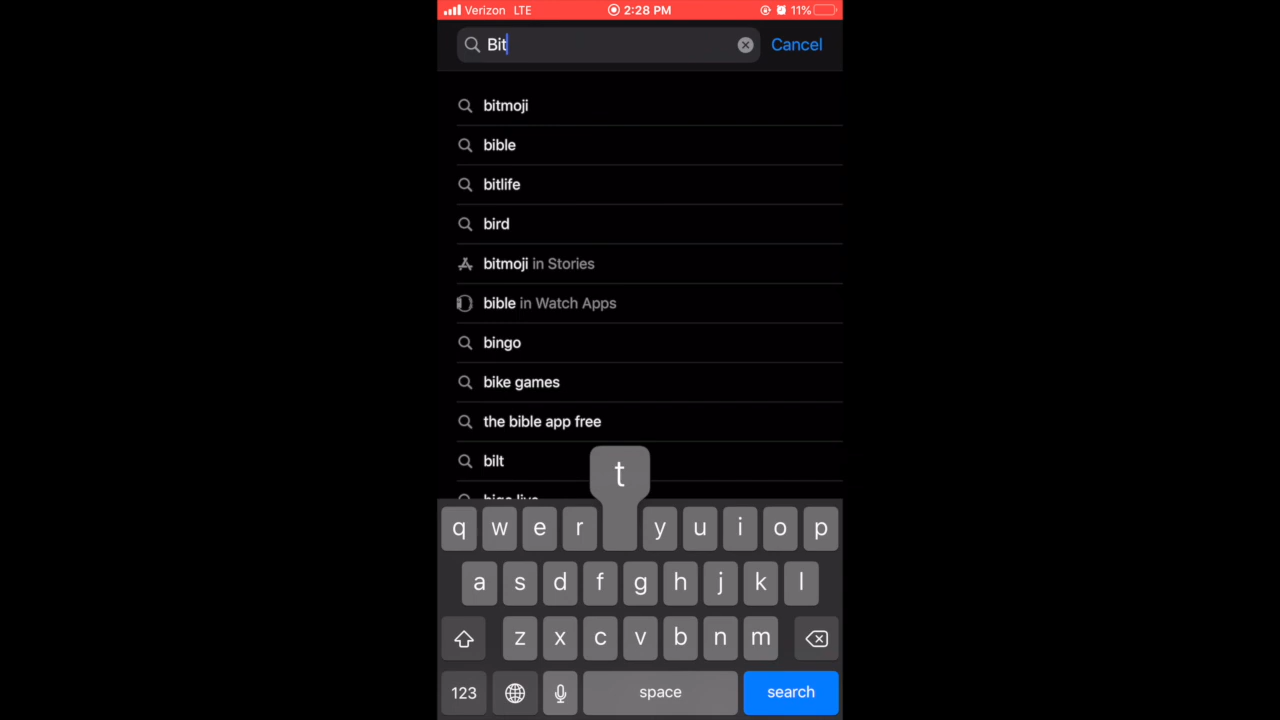 Verizon LTE 2:28 PM 11%
Bit Cancel
bitmoji
bible
bitlife
bird
bitmoji in Stories
bible in Watch Apps
bingo
bike games
the bible app free
bilt
t
q w e r y u i o p
a s d f g h j k l
z x c v b n m
123 space search